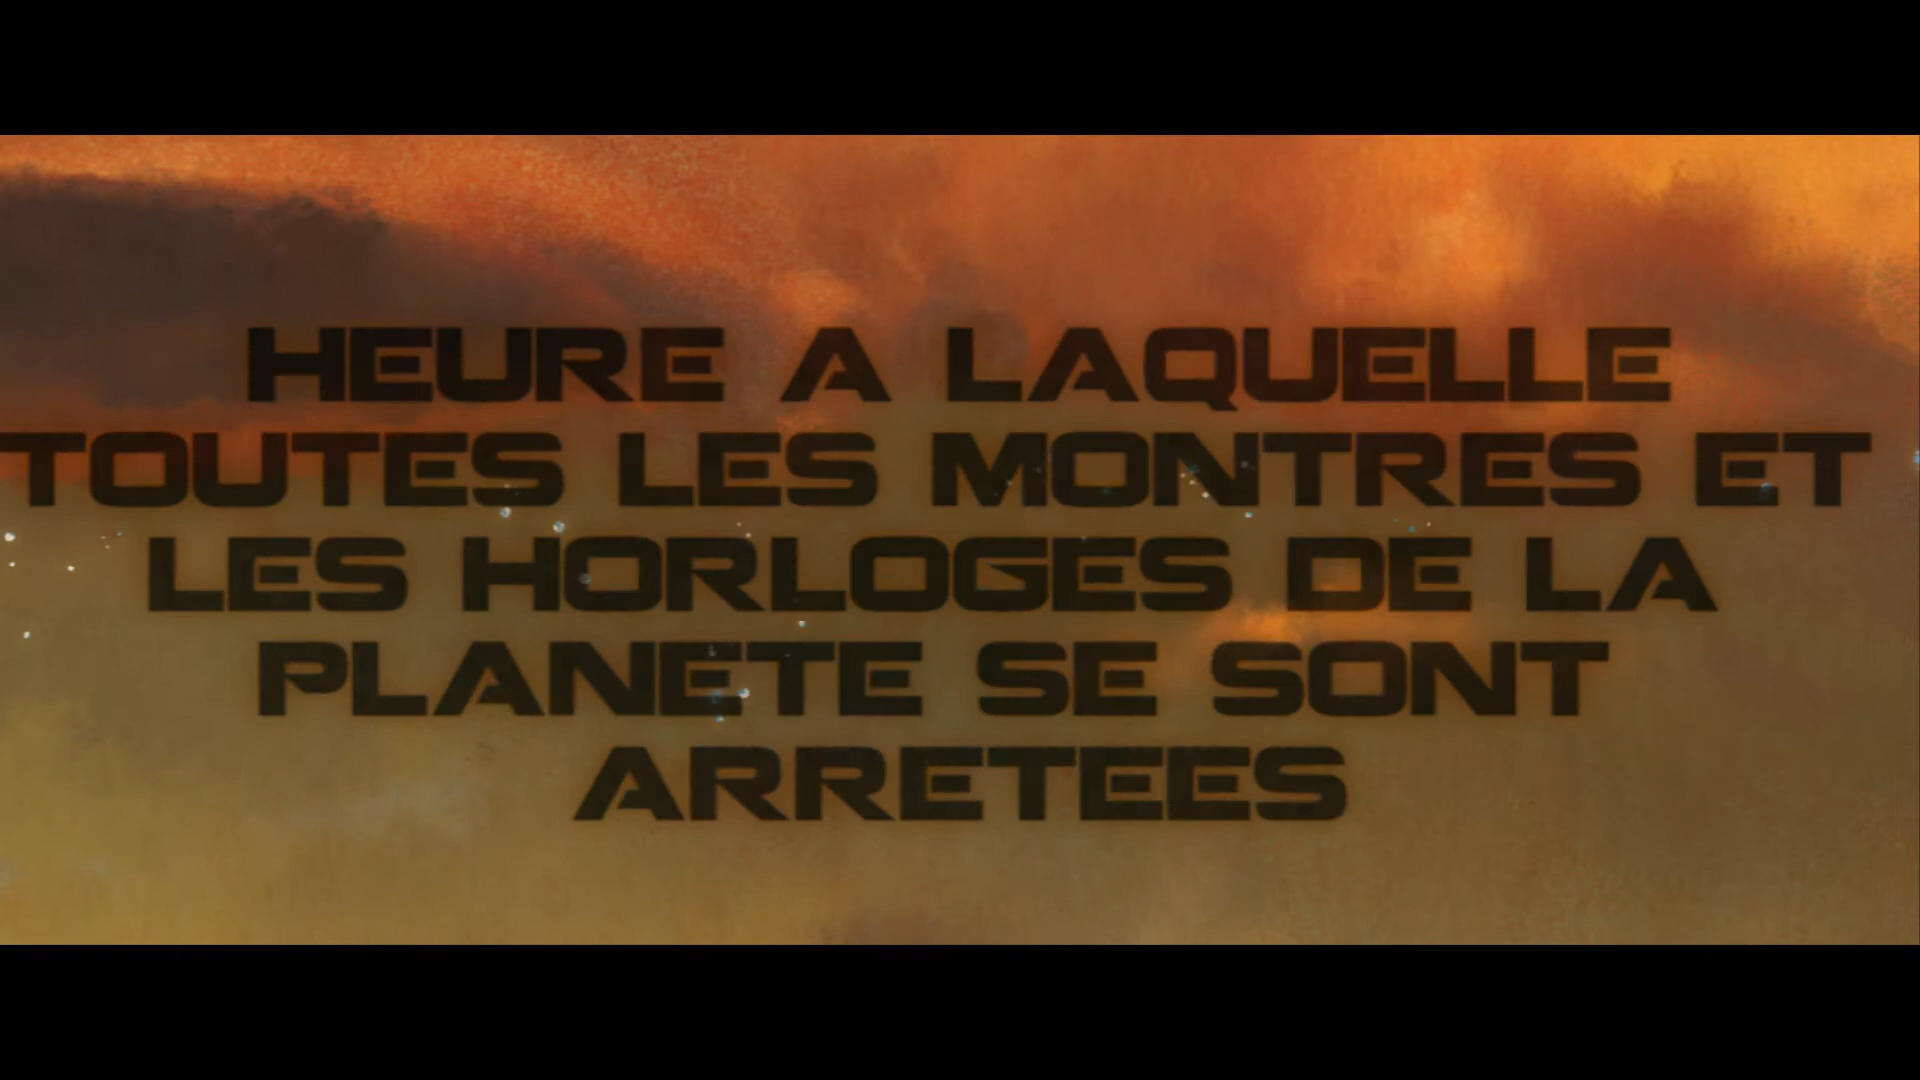 HEURE A LAQUELLE
TOUTES LES MONTRES ET
LES HORLOGES DE LA
PLANETE SE SONT
ARRETEES